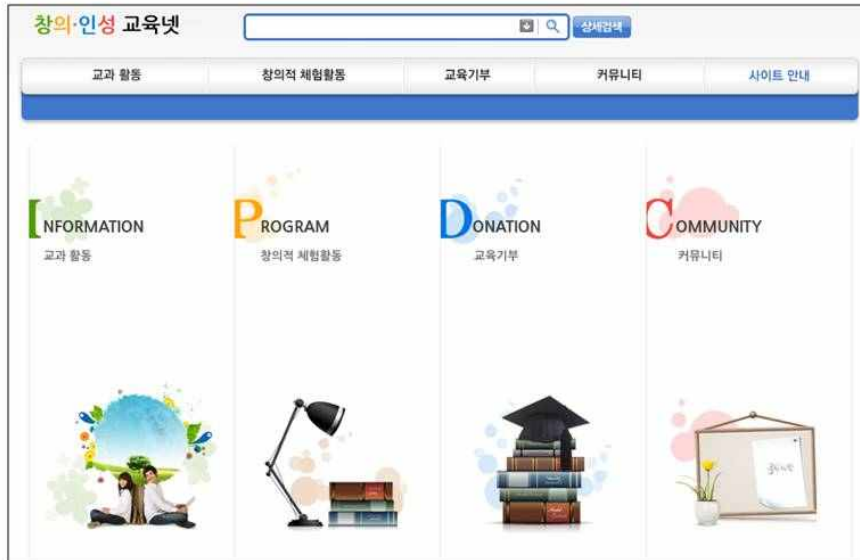 창의·인성 교육넷
상세검색
교과 활동 창의적 체험활동 교육기부 커뮤니티 사이트 안내
INFORMATION
교과 활동
PROGRAM
창의적 체험활동
DONATION
교육기부
COMMUNITY
커뮤니티